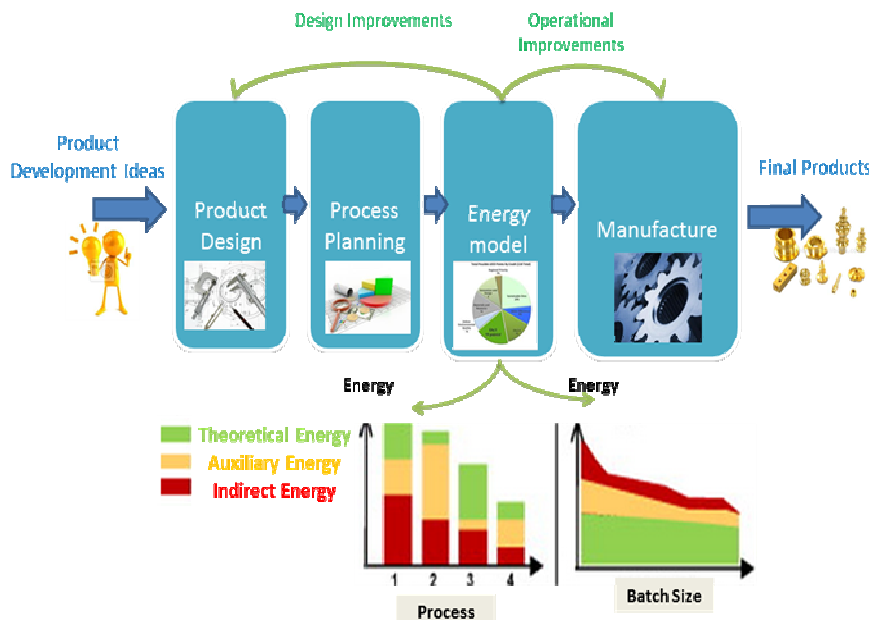 Design Improvements
Operational
Improvements
Product
Development Ideas
Final Products
Product
Design
Process
Planning
Energy
model
Manufacture
Energy
Energy
Theoretical Energy
Auxiliary Energy
Indirect Energy
1 2 3 4
Process
Batch Size